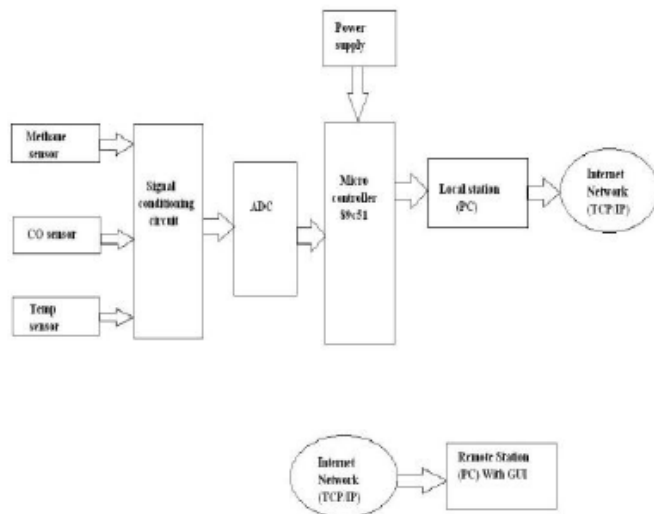 Power
supply
Methane
sensor
CO sensor
Temp
sensor
Signal
conditioning
circuit
ADC
Micro
controller
89c51
Local station
(PC)
Internet
Network
(TCP/IP)
Internet
Network
(TCP/IP)
Remote Station
(PC) With GUI